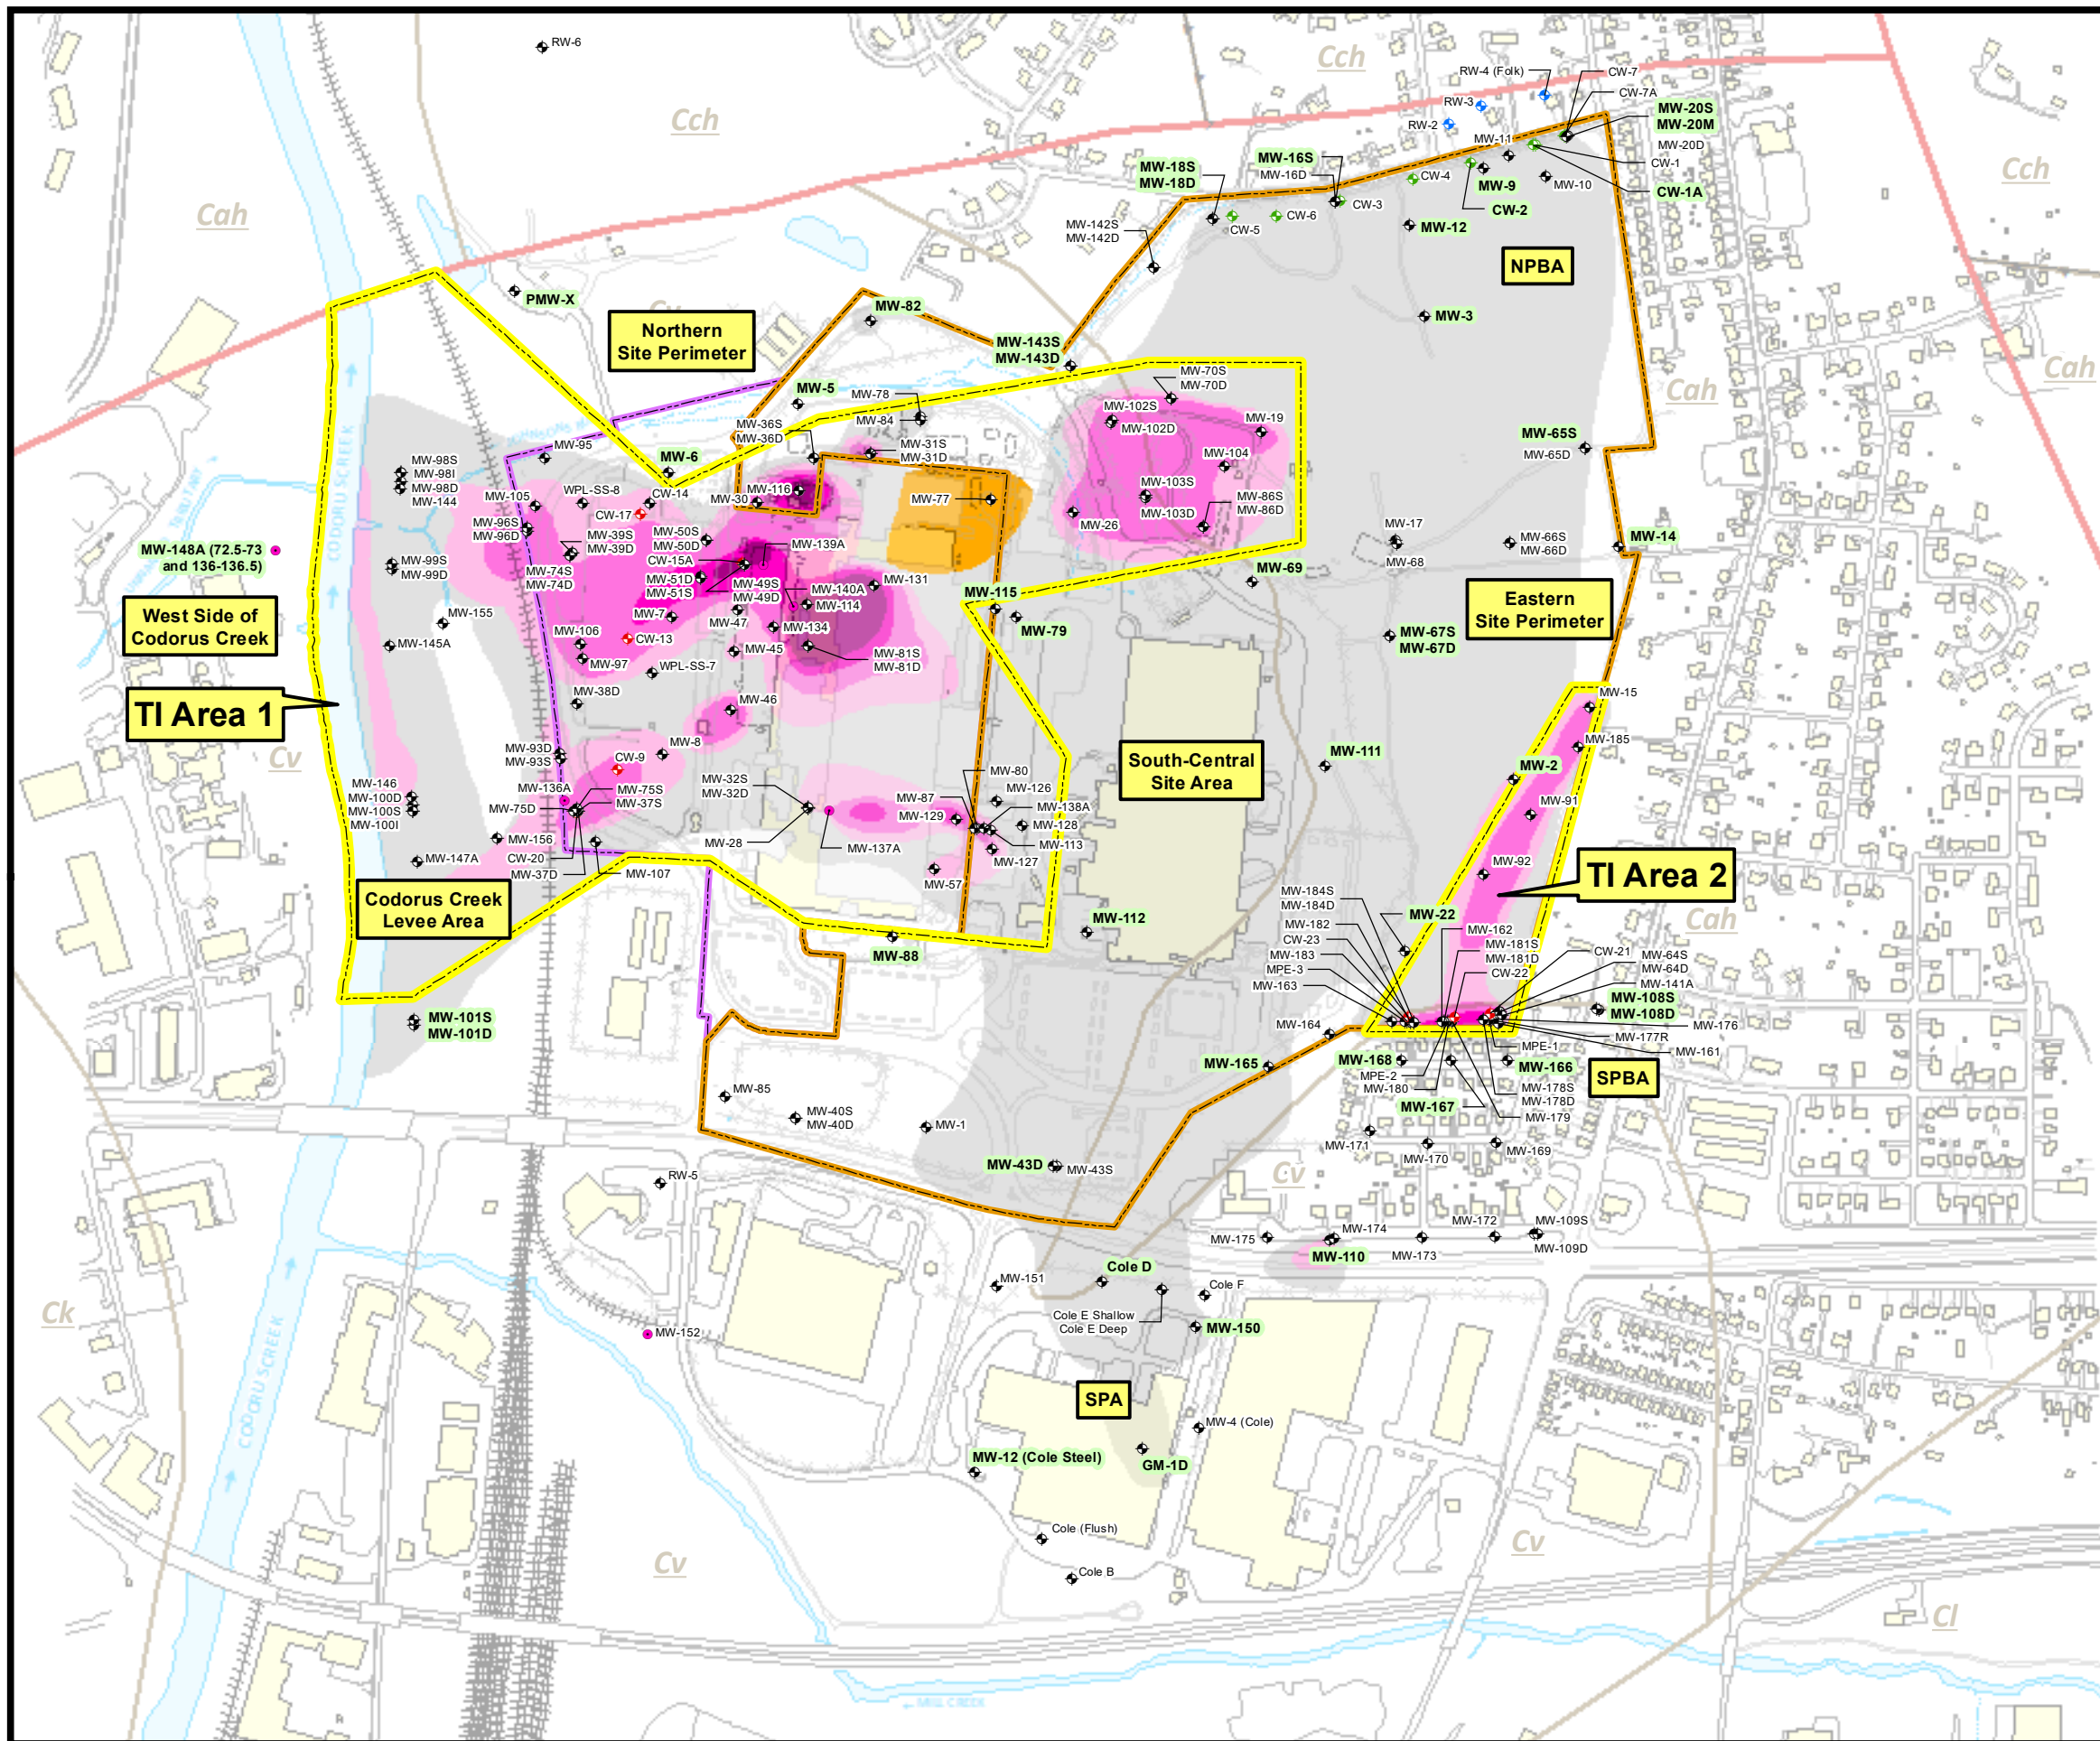 RW-6
Cch
Cch
Cch
RW-4 (Folk)
CW-7
CW-7A
RW-3
RW-2
MW-20S
MW-20M
MW-20D
MW-11
CW-1
CW-1A
MW-9
MW-10
CW-2
CW-4
MW-16S
MW-16D
CW-3
MW-18S
MW-18D
CW-5
CW-6
MW-12
MW-142S
MW-142D
NPBA
Cah
Cah
Cah
PMW-X
Cv
Northern
Site Perimeter
MW-82
MW-143S
MW-143D
MW-3
MW-5
MW-78
MW-84
MW-36S
MW-36D
MW-31S
MW-31D
MW-70S
MW-70D
MW-102S
MW-102D
MW-19
MW-104
MW-65S
MW-65D
MW-95
MW-6
MW-98S
MW-98I
MW-98D
MW-144
MW-105
WPL-SS-8
CW-14
CW-17
MW-30
MW-116
MW-77
MW-26
MW-103S
MW-103D
MW-86S
MW-86D
MW-96S
MW-96D
MW-39S
MW-39D
MW-50S
MW-50D
CW-15A
MW-139A
MW-17
MW-68
MW-66S
MW-66D
MW-14
MW-148A (72.5-73
and 136-136.5)
CODORUS CREEK
MW-99S
MW-99D
MW-74S
MW-74D
MW-51D
MW-51S
MW-49S
MW-49D
MW-140A
MW-131
MW-114
MW-69
MW-115
MW-79
West Side of
Codorus Creek
MW-155
MW-7
MW-47
MW-134
Eastern
Site Perimeter
MW-145A
MW-106
CW-13
MW-97
MW-45
MW-81S
MW-81D
MW-67S
MW-67D
WPL-SS-7
TI Area 1
MW-38D
MW-46
MW-15
MW-185
Cv
MW-93D
MW-93S
MW-8
CW-9
South-Central
Site Area
MW-111
MW-2
MW-146
MW-100D
MW-100S
MW-100I
MW-136A
MW-75D
MW-75S
MW-37S
MW-32S
MW-32D
MW-80
MW-87
MW-126
MW-138A
MW-129
MW-128
MW-113
MW-91
MW-156
MW-28
MW-137A
MW-127
MW-147A
CW-20
MW-37D
MW-107
MW-57
MW-92
TI Area 2
Codorus Creek
Levee Area
MW-112
MW-88
MW-184S
MW-184D
MW-182
CW-23
MW-183
MPE-3
MW-163
MW-22
MW-162
MW-181S
MW-181D
CW-22
Cah
CW-21
MW-64S
MW-64D
MW-141A
MW-108S
MW-108D
MW-101S
MW-101D
MW-164
MW-176
MW-177R
MW-161
MW-165
MW-168
MPE-2
MW-180
MPE-1
MW-166
SPBA
MW-178S
MW-178D
MW-167
MW-179
MW-85
MW-40S
MW-40D
MW-1
MW-171
MW-170
MW-169
MW-43D
MW-43S
RW-5
Cv
MW-175
MW-174
MW-110
MW-173
MW-172
MW-109S
MW-109D
Cole D
MW-151
Cole F
Cole E Shallow
Cole E Deep
MW-150
Ck
MW-152
CODORUS CREEK
SPA
MW-4 (Cole)
MW-12 (Cole Steel)
GM-1D
Cole (Flush)
Cv
Cv
Cole B
Cl
MILL CREEK